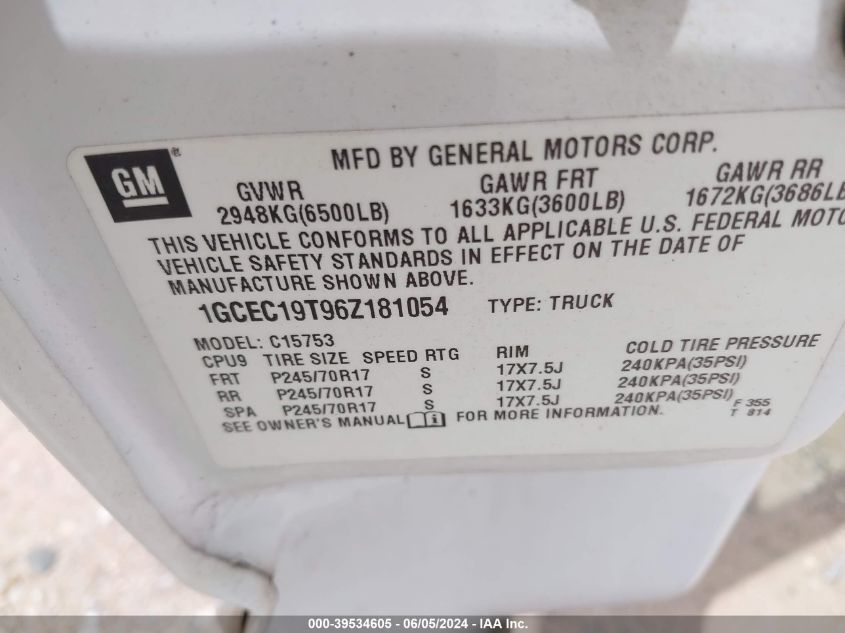 GM®
MFD BY GENERAL MOTORS CORP.
GVWR GAWR FRT GAWR RR
2948KG(6500LB) 1633KG(3600LB) 1672KG(3686LB
THIS VEHICLE CONFORMS TO ALL APPLICABLE U.S. FEDERAL MOTO
VEHICLE SAFETY STANDARDS IN EFFECT ON THE DATE OF
MANUFACTURE SHOWN ABOVE.
1GCEC19T96Z181054 TYPE: TRUCK
MODEL: C15753
CPU9 TIRE SIZE SPEED RTG RIM COLD TIRE PRESSURE
FRT P245/70R17 S 17X7.5J 240KPA(35PSI)
RR P245/70R17 S 17X7.5J 240KPA(35PSI)
SPA P245/70R17 S 17X7.5J 240KPA(35PSI)
SEE OWNER'S MANUAL FOR MORE INFORMATION.
F 355
T 814
000-39534605 - 06/05/2024 - IAA Inc.